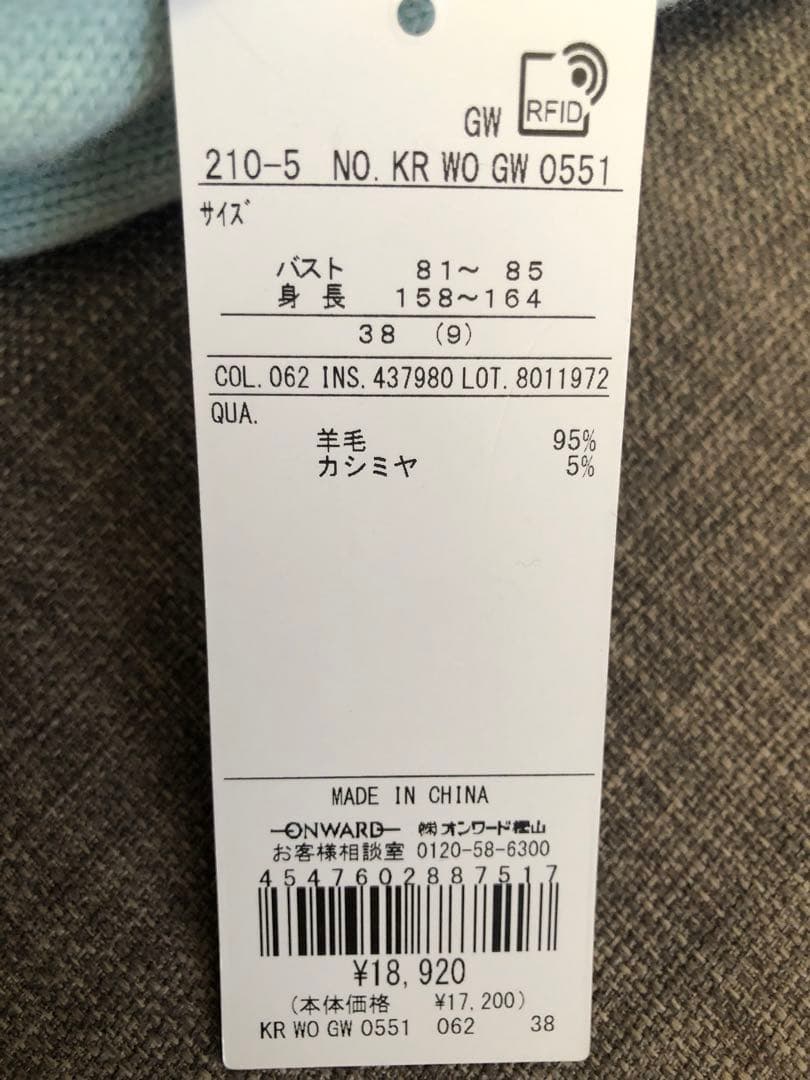 GW RFID
210-5 NO. KR WO GW 0551
サイズ
バスト 81～ 85
身 長 158～164
38 (9)
COL. 062 INS. 437980 LOT. 8011972
QUA.
羊毛 95%
カシミヤ 5%
MADE IN CHINA
ONWARD ㈱オンワード樫山
お客様相談室 0120-58-6300
4547602887517
¥18,920
(本体価格 ¥17,200)
KR WO GW 0551 062 38